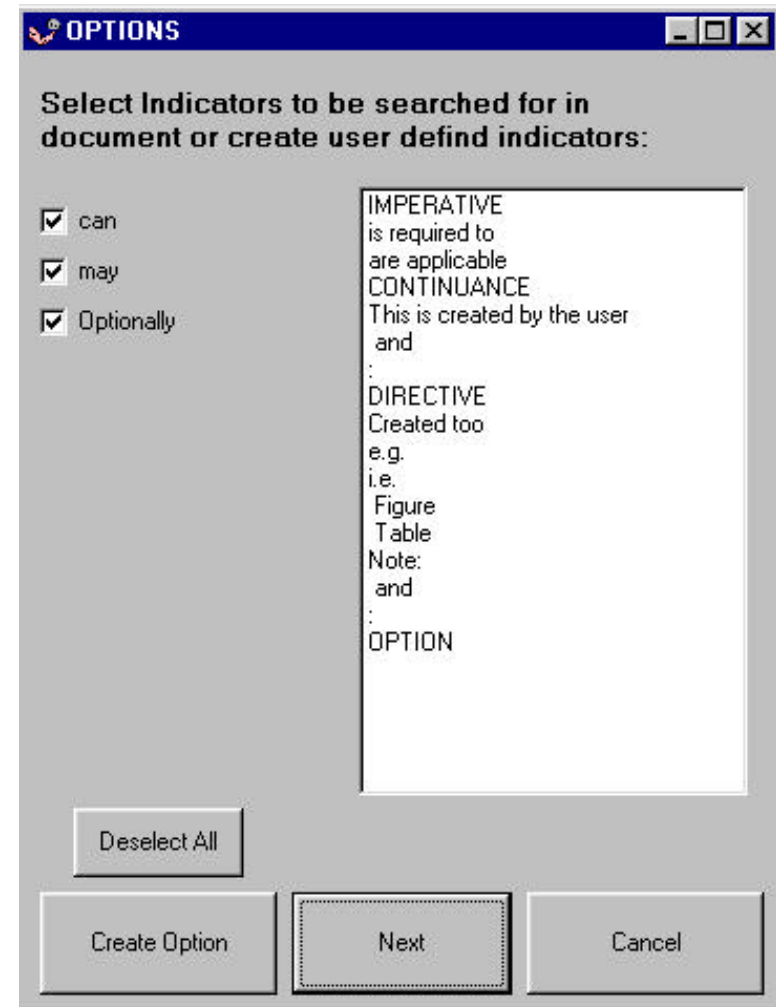 OPTIONS
Select Indicators to be searched for in
document or create user defind indicators:
can
may
Optionally
IMPERATIVE
is required to
are applicable
CONTINUANCE
This is created by the user
and
:
DIRECTIVE
Created too
e.g.
i.e.
Figure
Table
Note:
and
:
OPTION
Deselect All
Create Option
Next
Cancel